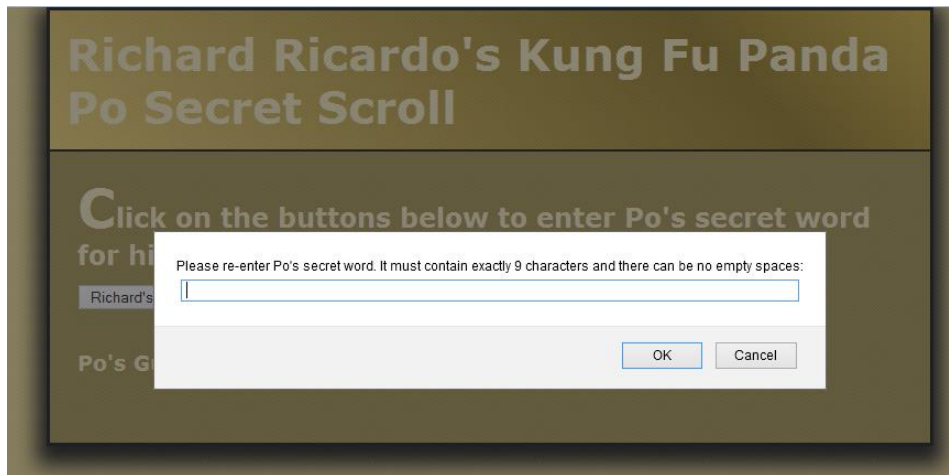 Richard Ricardo's Kung Fu Panda
Po Secret Scroll
Click on the buttons below to enter Po's secret word
for hi
Please re-enter Po's secret word. It must contain exactly 9 characters and there can be no empty spaces:
Richard's
OK Cancel
Po's G